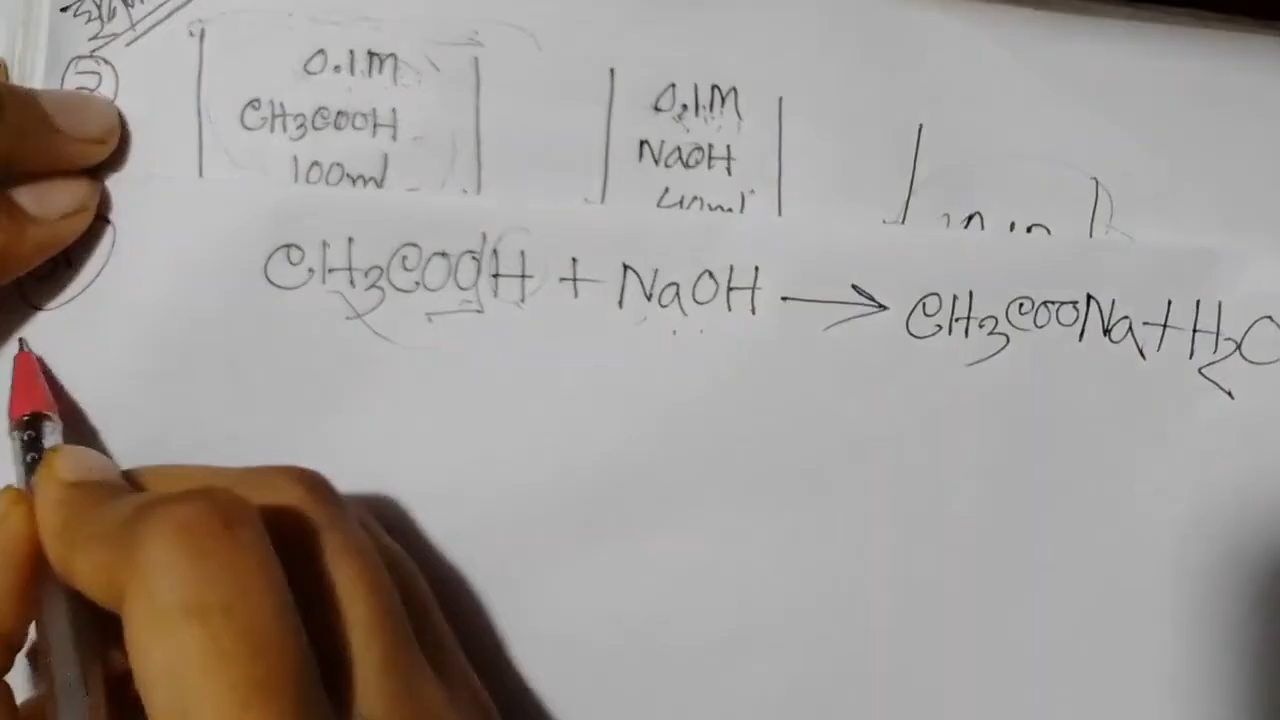 0.1M
CH3COOH
100ml
0.1M
NaOH
CH3COOH + NaOH → CH3COONa + H2O